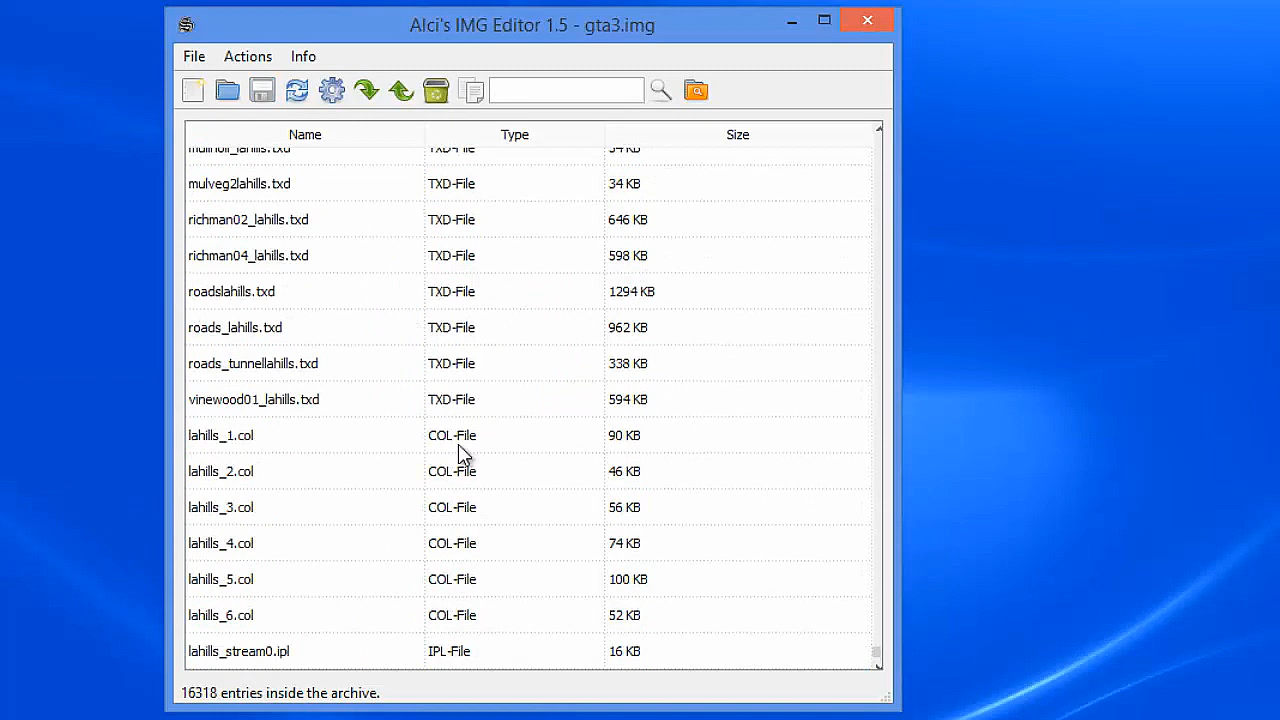 Alci's IMG Editor 1.5 - gta3.img
File Actions Info
Name Type Size
mulveg2lahills.txd TXD-File 34 KB
richman02_lahills.txd TXD-File 646 KB
richman04_lahills.txd TXD-File 598 KB
roadslahills.txd TXD-File 1294 KB
roads_lahills.txd TXD-File 962 KB
roads_tunnellahills.txd TXD-File 338 KB
vinewood01_lahills.txd TXD-File 594 KB
lahills_1.col COL-File 90 KB
lahills_2.col COL-File 46 KB
lahills_3.col COL-File 56 KB
lahills_4.col COL-File 74 KB
lahills_5.col COL-File 100 KB
lahills_6.col COL-File 52 KB
lahills_stream0.ipl IPL-File 16 KB
16318 entries inside the archive.